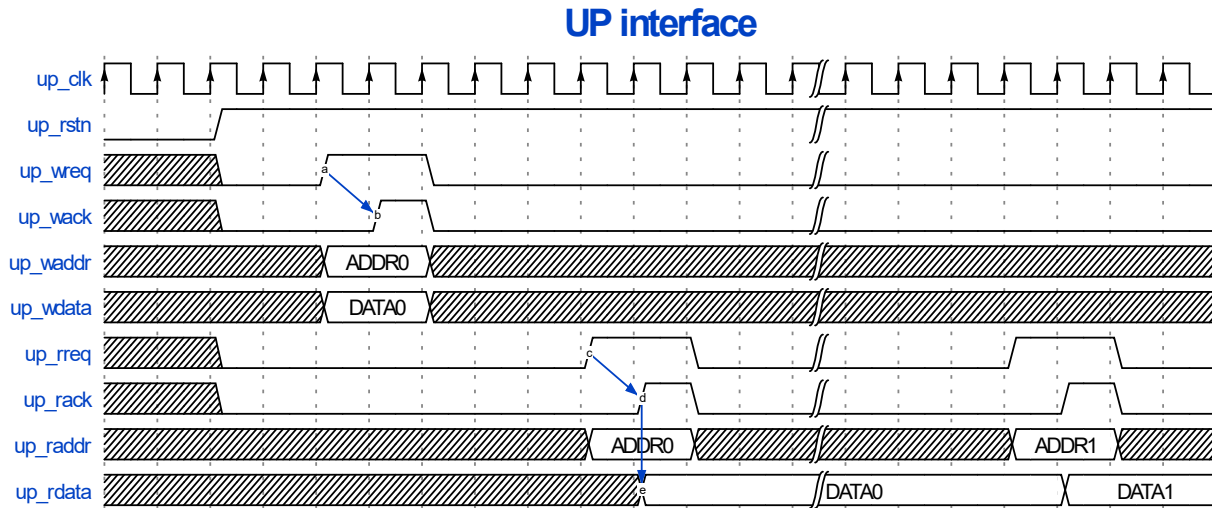 UP interface
up_clk
up_rstn
up_wreq
a
up_wack
b
up_waddr ADDR0
up_wdata DATA0
up_rreq
c
up_rack
d
up_raddr ADDR0 ADDR1
up_rdata e DATA0 DATA1